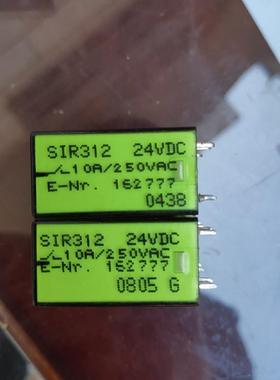 SIR312 24VDC
10A/250VAC
E-Nr. 162777
0438
SIR312 24VDC
10A/250VAC
E-Nr. 162777
0805 G